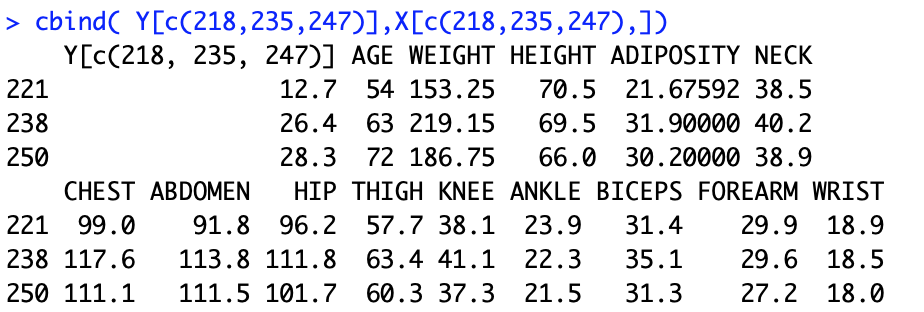 > cbind( Y[c(218,235,247)],X[c(218,235,247),])
Y[c(218, 235, 247)] AGE WEIGHT HEIGHT ADIPOSITY NECK
221 12.7 54 153.25 70.5 21.67592 38.5
238 26.4 63 219.15 69.5 31.90000 40.2
250 28.3 72 186.75 66.0 30.20000 38.9
CHEST ABDOMEN HIP THIGH KNEE ANKLE BICEPS FOREARM WRIST
221 99.0 91.8 96.2 57.7 38.1 23.9 31.4 29.9 18.9
238 117.6 113.8 111.8 63.4 41.1 22.3 35.1 29.6 18.5
250 111.1 111.5 101.7 60.3 37.3 21.5 31.3 27.2 18.0